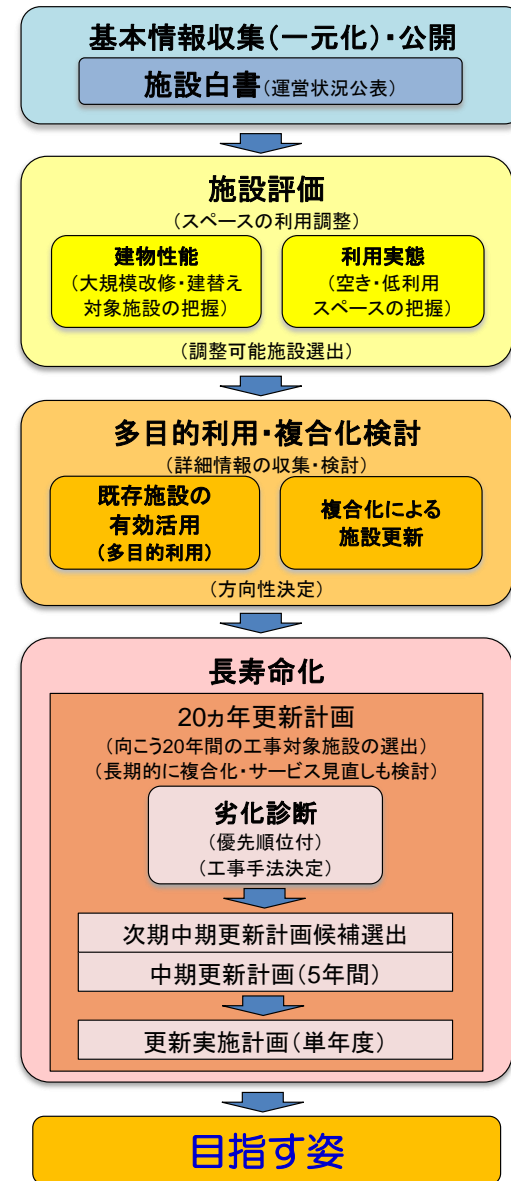 基本情報収集(一元化)・公開
施設白書(運営状況公表)
施設評価
(スペースの利用調整)
建物性能
(大規模改修・建替え
対象施設の把握)
利用実態
(空き・低利用
スペースの把握)
(調整可能施設選出)
多目的利用・複合化検討
(詳細情報の収集・検討)
既存施設の
有効活用
(多目的利用)
複合化による
施設更新
(方向性決定)
長寿命化
20ヵ年更新計画
(向こう20年間の工事対象施設の選出)
(長期的に複合化・サービス見直しも検討)
劣化診断
(優先順位付)
(工事手法決定)
次期中期更新計画候補選出
中期更新計画(5年間)
更新実施計画(単年度)
目指す姿